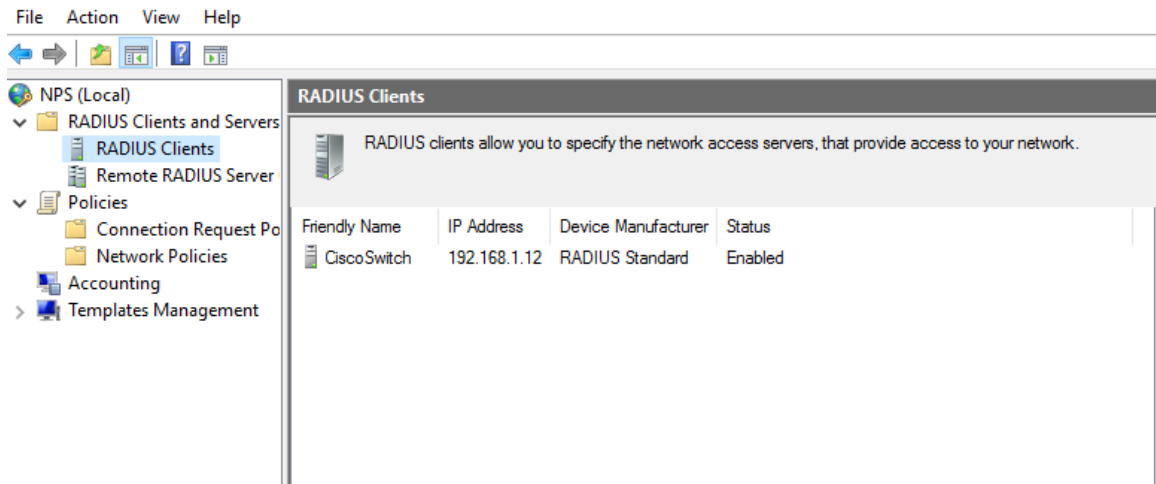 File Action View Help
NPS (Local)
RADIUS Clients and Servers
RADIUS Clients
Remote RADIUS Server
Policies
Connection Request Po
Network Policies
Accounting
Templates Management
RADIUS Clients
RADIUS clients allow you to specify the network access servers, that provide access to your network.
Friendly Name IP Address Device Manufacturer Status
CiscoSwitch 192.168.1.12 RADIUS Standard Enabled